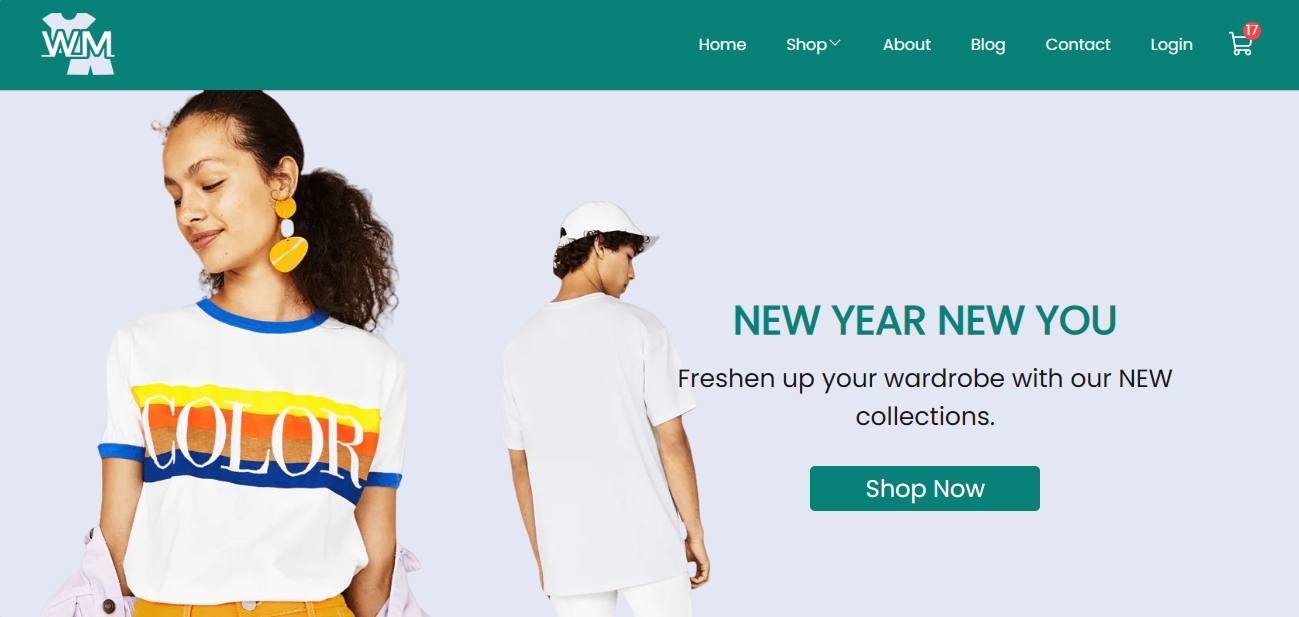 WM
Home Shop About Blog Contact Login 17
NEW YEAR NEW YOU
Freshen up your wardrobe with our NEW
collections.
COLOR
Shop Now